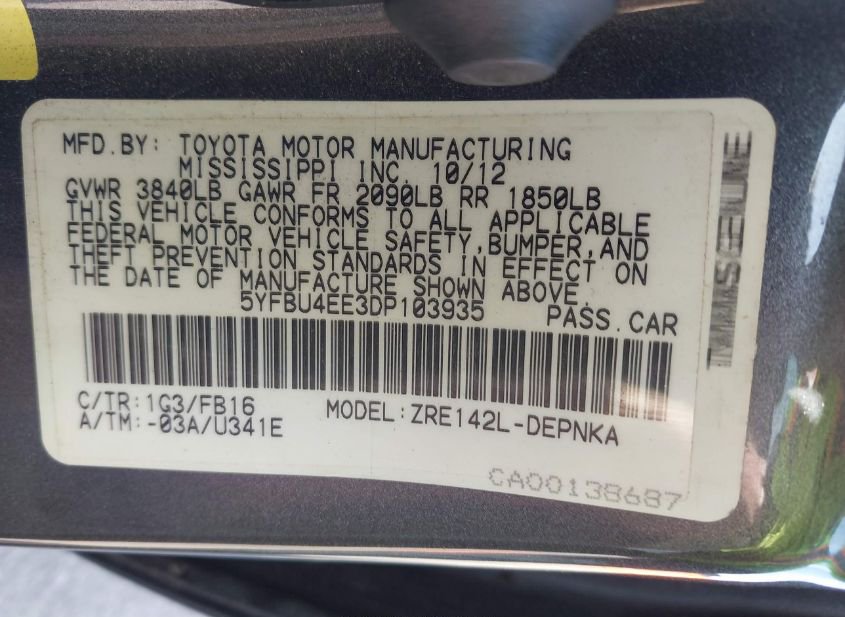 MFD.BY: TOYOTA MOTOR MANUFACTURING
MISSISSIPPI INC. 10/12
GVWR 3840LB GAWR FR 2090LB RR 1850LB
THIS VEHICLE CONFORMS TO ALL APPLICABLE
FEDERAL MOTOR VEHICLE SAFETY,BUMPER,AND
THEFT PREVENTION STANDARDS IN EFFECT ON
THE DATE OF MANUFACTURE SHOWN ABOVE.
5YFBU4EE3DP103935 PASS.CAR
C/TR:1G3/FB16 MODEL:ZRE142L-DEPNKA
A/TM:-03A/U341E
CA00138687